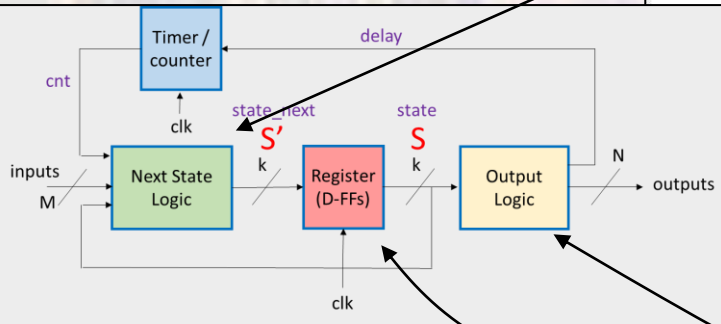 Timer /
counter
delay
cnt
clk
state_next
state
S'
S
k
k
N
inputs
M
Next State
Logic
Register
(D-FFs)
Output
Logic
outputs
clk